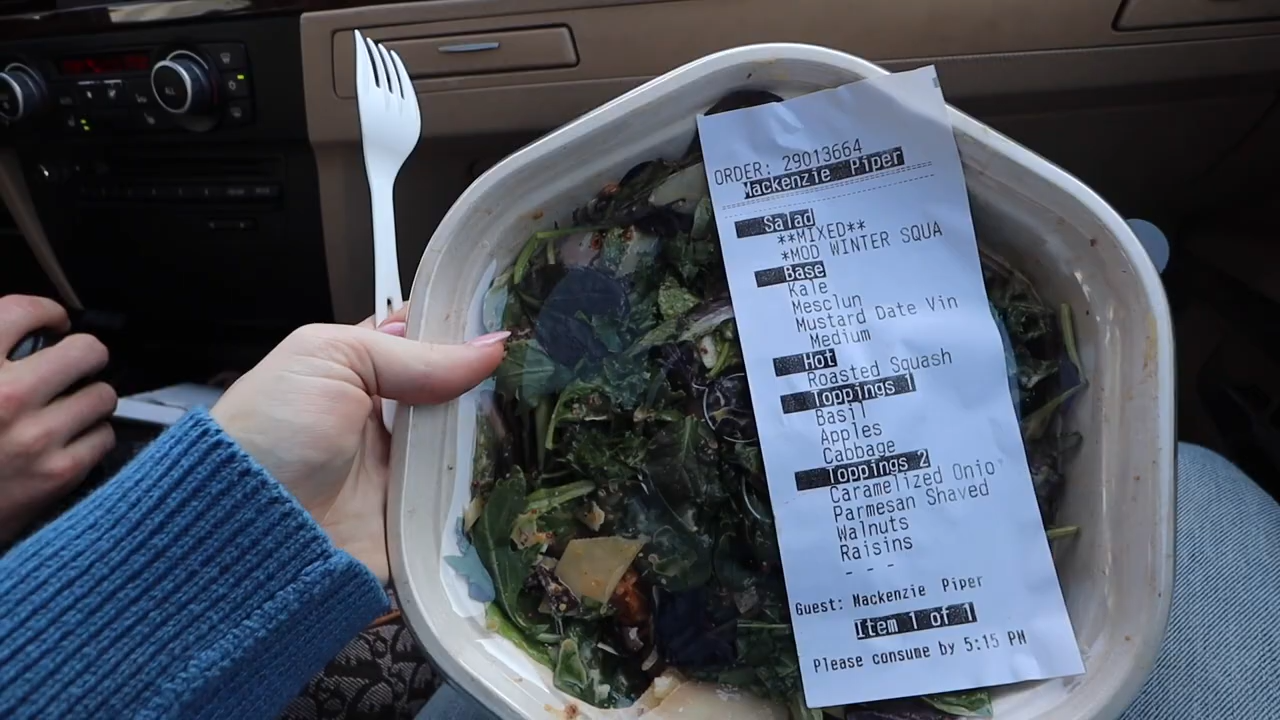 ORDER: 29013664
Mackenzie Piper
Salad
**MIXED**
*MOD WINTER SQUA
Base
Kale
Mesclun
Mustard Date Vin
Medium
Hot
Roasted Squash
Toppings 1
Basil
Apples
Cabbage
Toppings 2
Caramelized Onio
Parmesan Shaved
Walnuts
Raisins
- - -
Guest: Mackenzie Piper
Item 1 of 1
Please consume by 5:15 PM
ALL